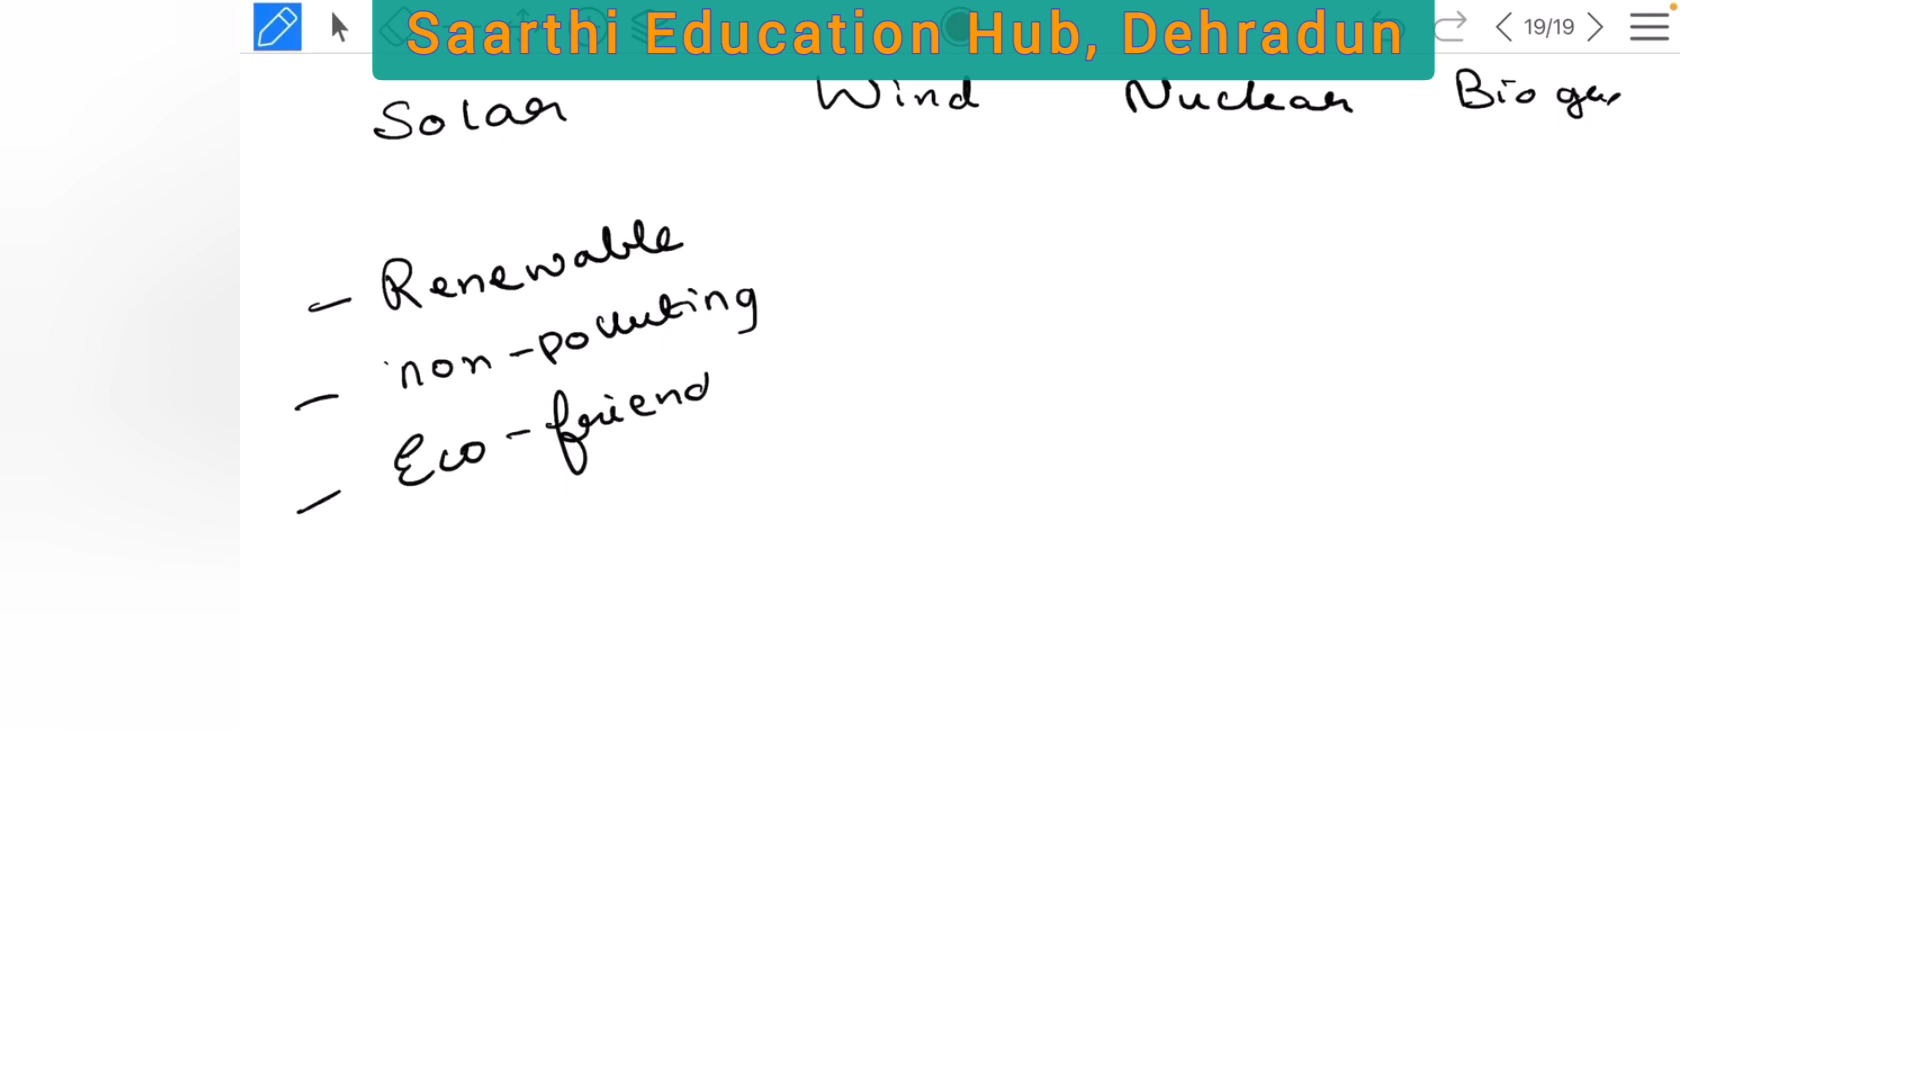 Saarthi Education Hub, Dehradun
19/19
Solar Wind Nuclear Bio gas
- Renewable
- non-polluting
- Eco-friend